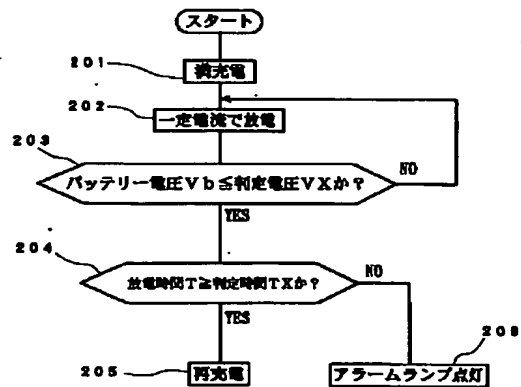 スタート
201
満充電
202
一定電流で放電
203
バッテリー電圧Vb≦判定電圧VXか?
NO
YES
204
放電時間T≧判定時間TXか?
NO
YES
206
205
再充電
アラームランプ点灯